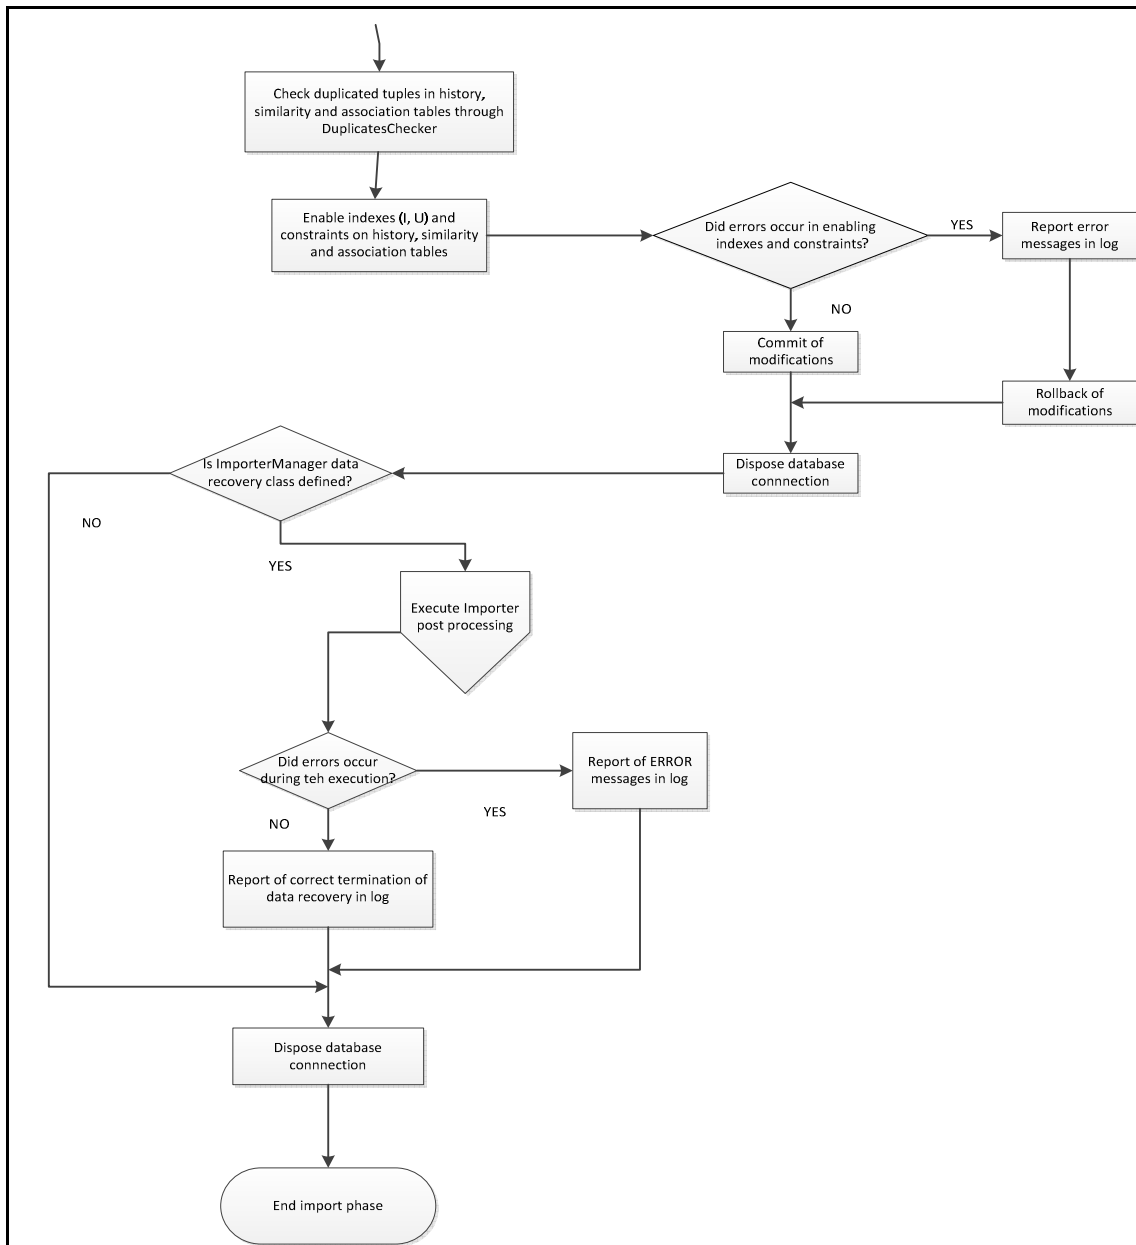 Check duplicated tuples in history,
similarity and association tables through
DuplicatesChecker
Enable indexes (I, U) and
constraints on history, similarity
and association tables
Did errors occur in enabling
indexes and constraints?
YES
Report error
messages in log
NO
Commit of
modifications
Rollback of
modifications
Dispose database
connnection
Is ImporterManager data
recovery class defined?
NO
YES
Execute Importer
post processing
Did errors occur
during teh execution?
YES
Report of ERROR
messages in log
NO
Report of correct termination of
data recovery in log
Dispose database
connnection
End import phase